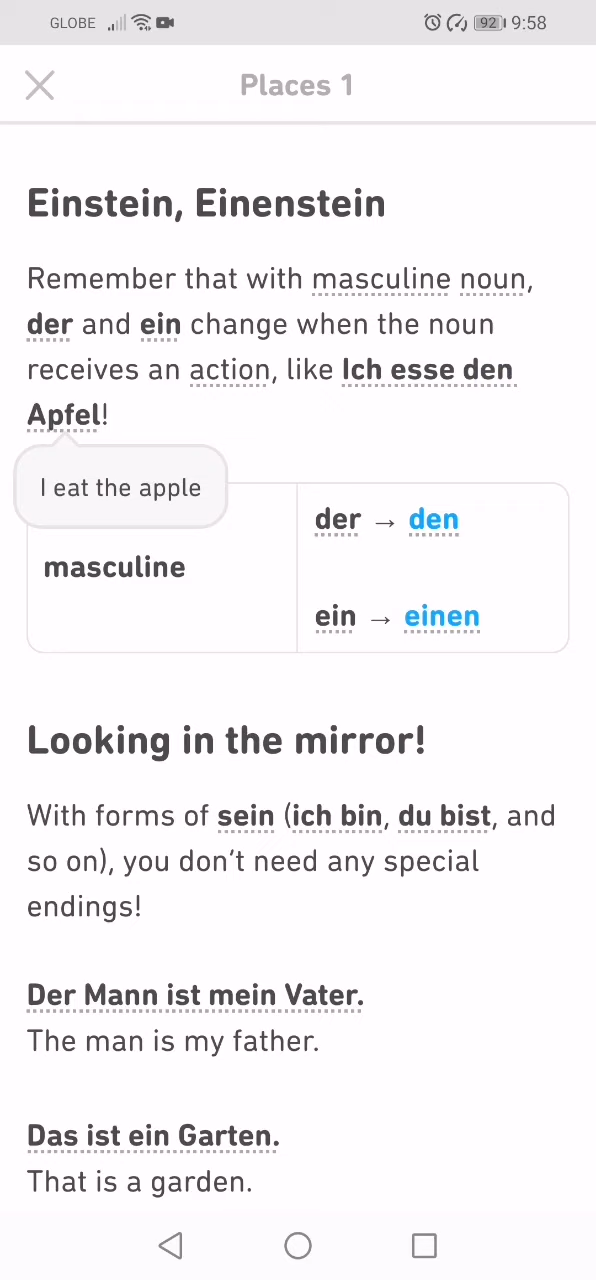 GLOBE
92 9:58
Places 1
Einstein, Einenstein
Remember that with masculine noun,
der and ein change when the noun
receives an action, like Ich esse den
Apfel!
I eat the apple
masculine
der → den
ein → einen
Looking in the mirror!
With forms of sein (ich bin, du bist, and
so on), you don’t need any special
endings!
Der Mann ist mein Vater.
The man is my father.
Das ist ein Garten.
That is a garden.